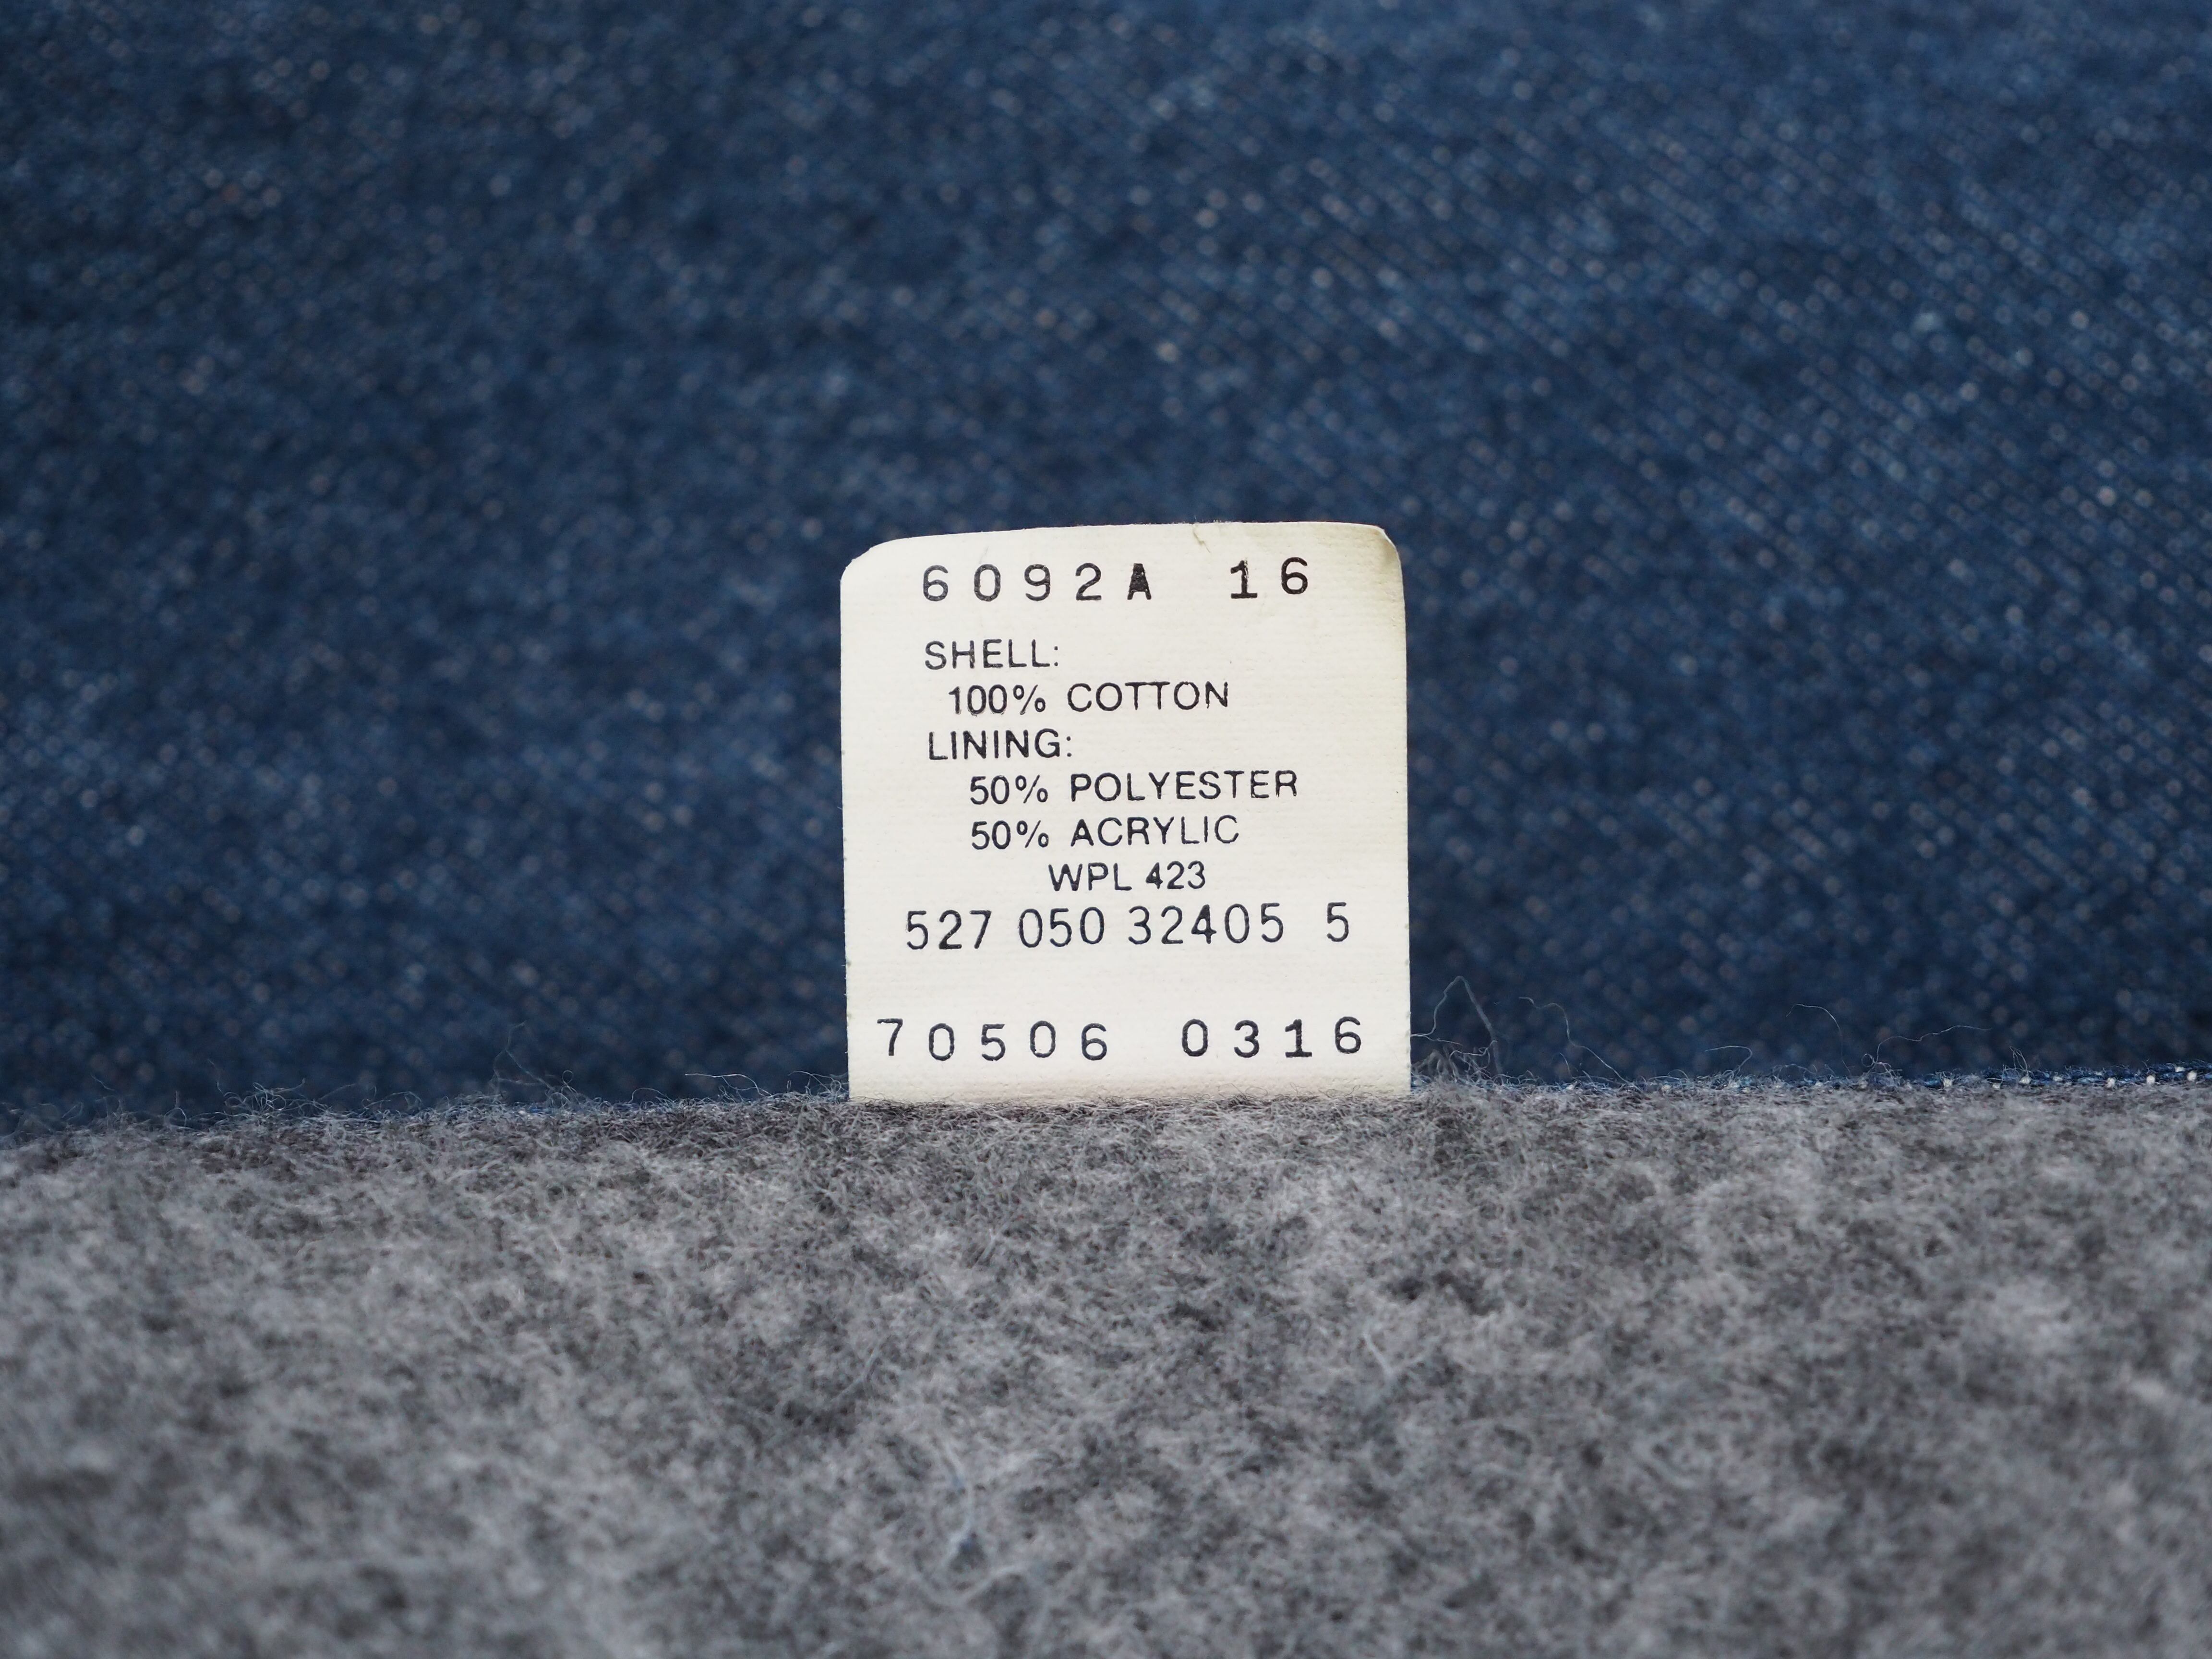 6092A 16
SHELL:
100% COTTON
LINING:
50% POLYESTER
50% ACRYLIC
WPL 423
527 050 32405 5
70506 0316